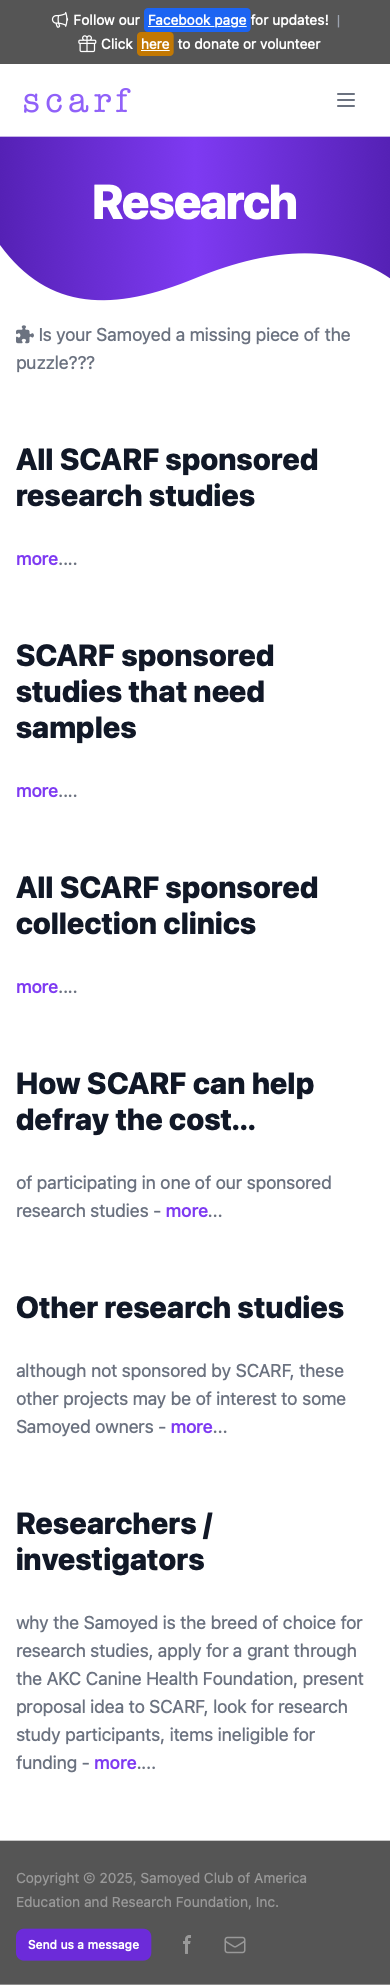 Follow our Facebook page for updates! |
Click here to donate or volunteer
scarf
Research
Is your Samoyed a missing piece of the
puzzle???
All SCARF sponsored
research studies
more....
SCARF sponsored
studies that need
samples
more....
All SCARF sponsored
collection clinics
more....
How SCARF can help
defray the cost...
of participating in one of our sponsored
research studies - more...
Other research studies
although not sponsored by SCARF, these
other projects may be of interest to some
Samoyed owners - more...
Researchers /
investigators
why the Samoyed is the breed of choice for
research studies, apply for a grant through
the AKC Canine Health Foundation, present
proposal idea to SCARF, look for research
study participants, items ineligible for
funding - more....
Copyright © 2025, Samoyed Club of America
Education and Research Foundation, Inc.
Send us a message